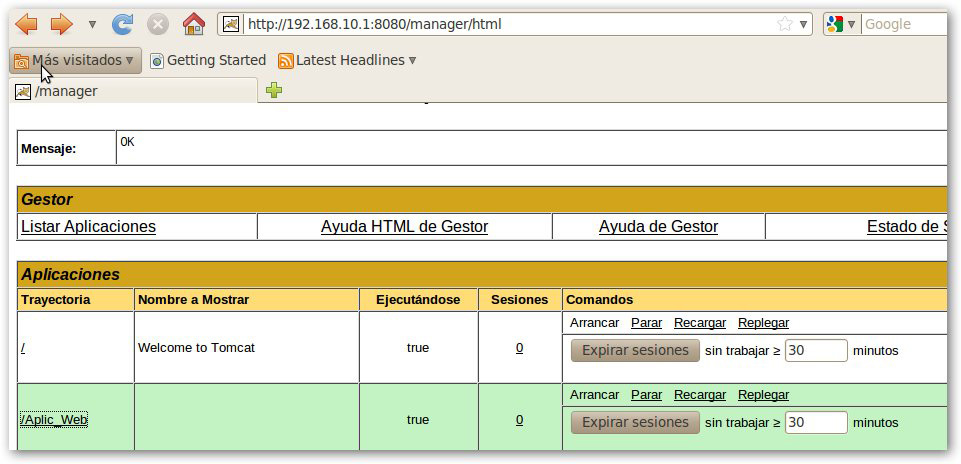 http://192.168.10.1:8080/manager/html Google
Más visitados Getting Started Latest Headlines
/manager
Mensaje: OK
Gestor
Listar Aplicaciones Ayuda HTML de Gestor Ayuda de Gestor Estado de
Aplicaciones
Trayectoria Nombre a Mostrar Ejecutándose Sesiones Comandos
Arrancar Parar Recargar Replegar
/ Welcome to Tomcat true 0 Expirar sesiones sin trabajar ≥ 30 minutos
Arrancar Parar Recargar Replegar
/Aplic_Web true 0 Expirar sesiones sin trabajar ≥ 30 minutos